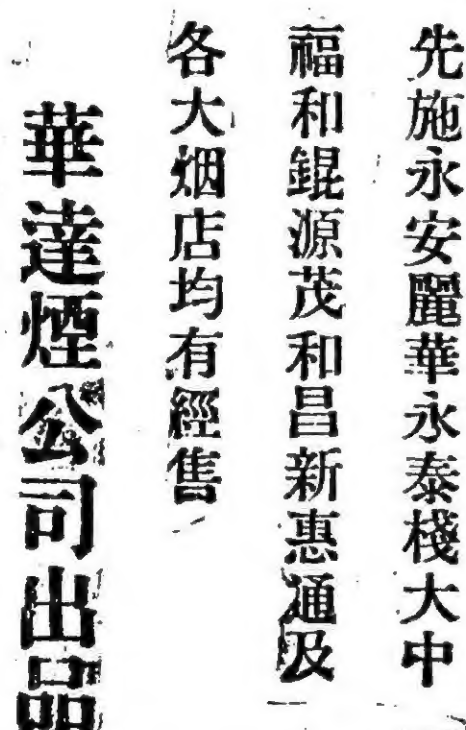 先施永安麗華永泰棧大中
福和錕源茂和昌新惠通及
各大烟店均有經售
華達煙公司出品